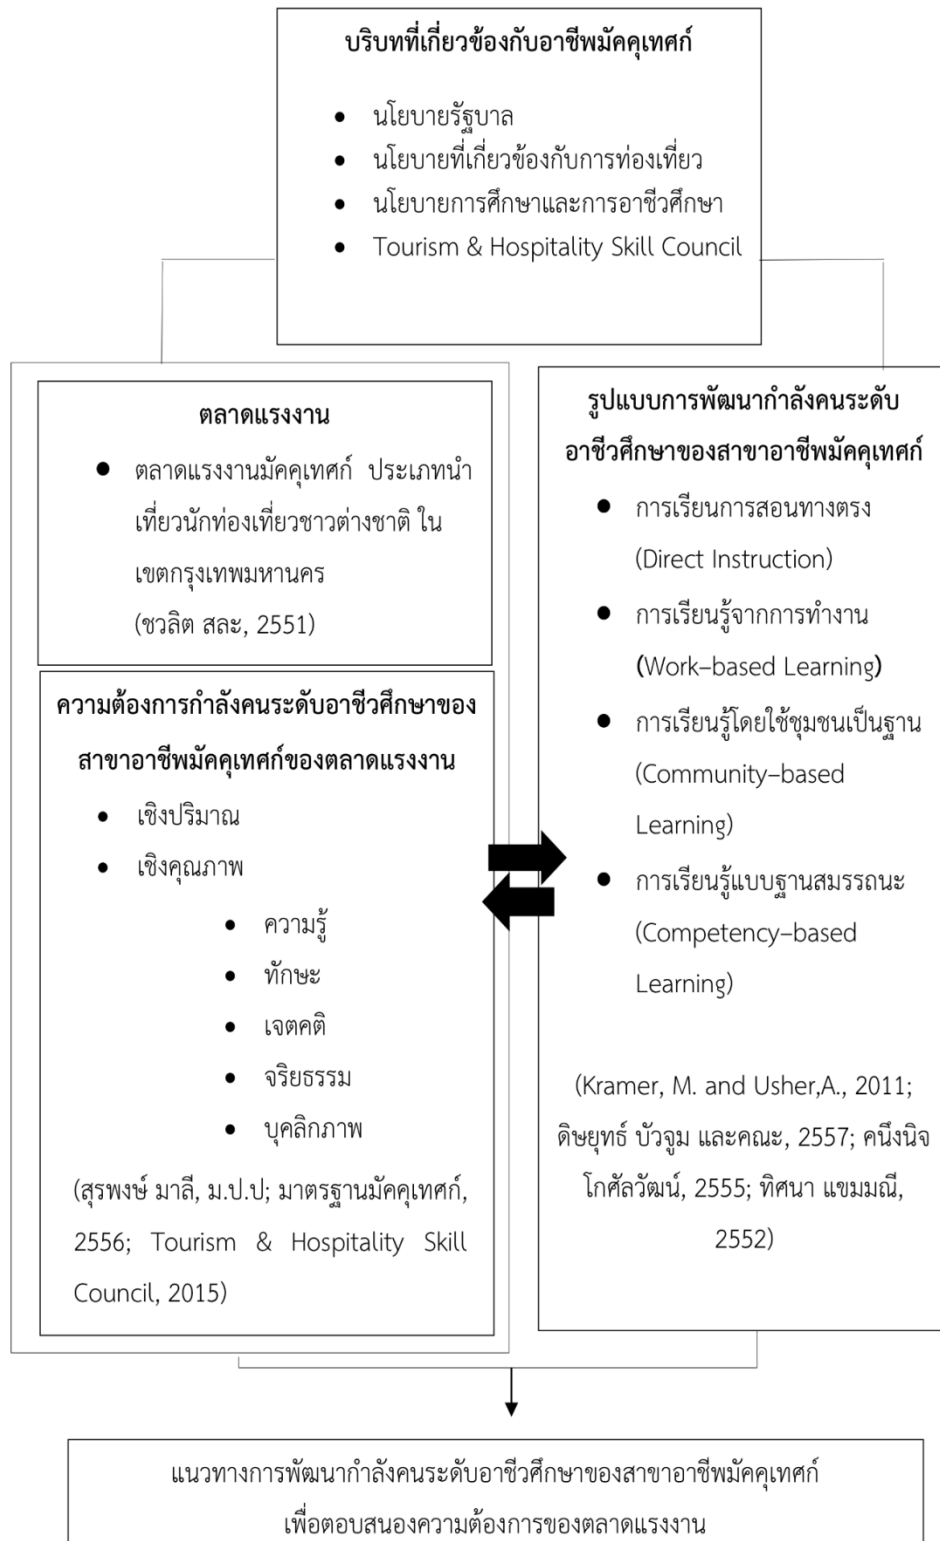 บริบทที่เกี่ยวข้องกับอาชีพมัคคุเทศก์
• นโยบายรัฐบาล
• นโยบายที่เกี่ยวข้องกับการท่องเที่ยว
• นโยบายการศึกษาและการอาชีวศึกษา
• Tourism & Hospitality Skill Council
ตลาดแรงงาน
• ตลาดแรงงานมัคคุเทศก์ ประเภทนำ
เที่ยวนักท่องเที่ยวชาวต่างชาติ ใน
เขตกรุงเทพมหานคร
(ชวลิต สละ, 2551)
ความต้องการกำลังคนระดับอาชีวศึกษาของ
สาขาอาชีพมัคคุเทศก์ของตลาดแรงงาน
• เชิงปริมาณ
• เชิงคุณภาพ
• ความรู้
• ทักษะ
• เจตคติ
• จริยธรรม
• บุคลิกภาพ
(สุรพงษ์ มาลี, ม.ป.ป; มาตรฐานมัคคุเทศก์,
2556; Tourism & Hospitality Skill
Council, 2015)
รูปแบบการพัฒนากำลังคนระดับ
อาชีวศึกษาของสาขาอาชีพมัคคุเทศก์
• การเรียนการสอนทางตรง
(Direct Instruction)
• การเรียนรู้จากการทำงาน
(Work–based Learning)
• การเรียนรู้โดยใช้ชุมชนเป็นฐาน
(Community–based
Learning)
• การเรียนรู้แบบฐานสมรรถนะ
(Competency–based
Learning)
(Kramer, M. and Usher,A., 2011;
ดิษยุทธ์ บัวจูม และคณะ, 2557; คนึงนิจ
โกศัลวัฒน์, 2555; ทิศนา แขมมณี,
2552)
แนวทางการพัฒนากำลังคนระดับอาชีวศึกษาของสาขาอาชีพมัคคุเทศก์
เพื่อตอบสนองความต้องการของตลาดแรงงาน